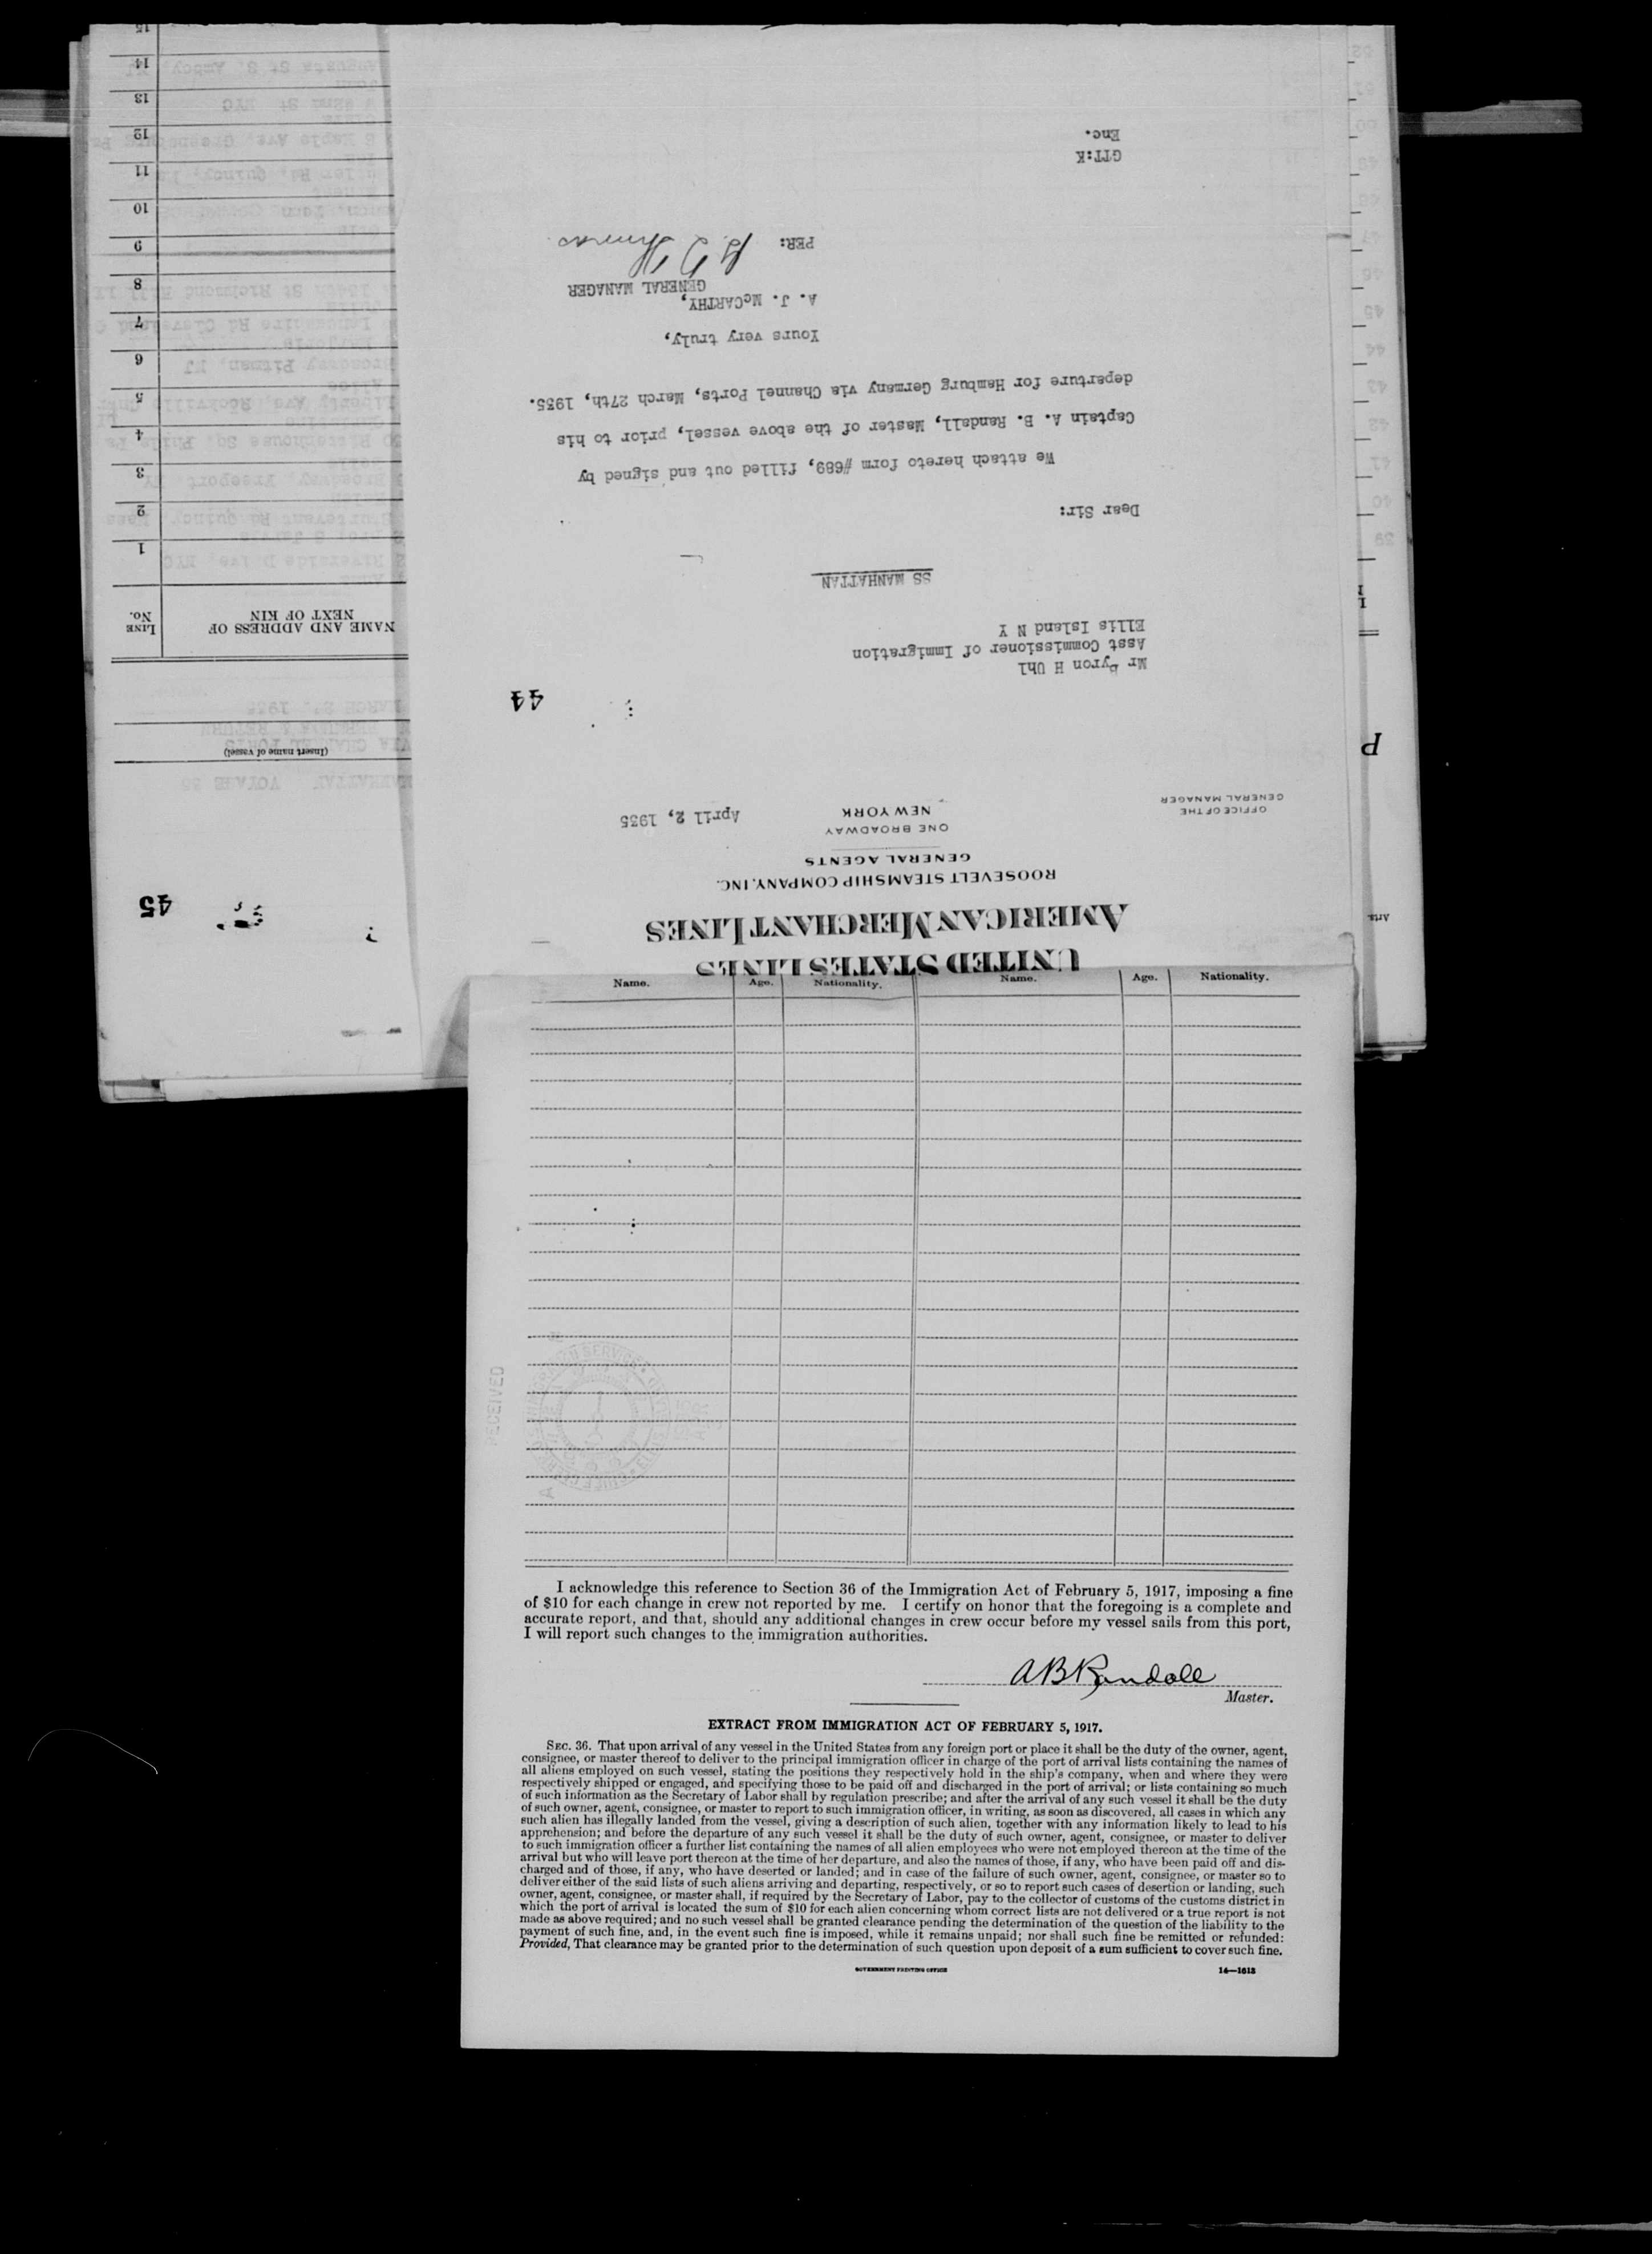 UNITED STATES LINES
AMERICAN MERCHANT LINES
ROOSEVELT STEAMSHIP COMPANY, INC.
GENERAL AGENTS
ONE BROADWAY
NEW YORK
OFFICE OF THE
GENERAL MANAGER
April 2, 1935
44
Mr Byron H Uhl
Asst Commissioner of Immigration
Ellis Island N Y
SS MANHATTAN
Dear Sir:
We attach hereto form #689, filled out and signed by
Captain A. B. Randall, Master of the above vessel, prior to his
departure for Hamburg Germany via Channel Ports, March 27th, 1935.
Yours very truly,
A. J. McCARTHY,
GENERAL MANAGER
PER:
GTT:K
Enc.
45
(Insert name of vessel)
LINE No.
NAME AND ADDRESS OF NEXT OF KIN
1
2
3
4
5
6
7
8
9
10
11
12
13
14
15
P
Arts.
Name. Age. Nationality. Name. Age. Nationality.
RECEIVED
I acknowledge this reference to Section 36 of the Immigration Act of February 5, 1917, imposing a fine
of $10 for each change in crew not reported by me. I certify on honor that the foregoing is a complete and
accurate report, and that, should any additional changes in crew occur before my vessel sails from this port,
I will report such changes to the immigration authorities.
A B Randall
Master.
EXTRACT FROM IMMIGRATION ACT OF FEBRUARY 5, 1917.
SEC. 36. That upon arrival of any vessel in the United States from any foreign port or place it shall be the duty of the owner, agent,
consignee, or master thereof to deliver to the principal immigration officer in charge of the port of arrival lists containing the names of
all aliens employed on such vessel, stating the positions they respectively hold in the ship's company, when and where they were
respectively shipped or engaged, and specifying those to be paid off and discharged in the port of arrival; or lists containing so much
of such information as the Secretary of Labor shall by regulation prescribe; and after the arrival of any such vessel it shall be the duty
of such owner, agent, consignee, or master to report to such immigration officer, in writing, as soon as discovered, all cases in which any
such alien has illegally landed from the vessel, giving a description of such alien, together with any information likely to lead to his
apprehension; and before the departure of any such vessel it shall be the duty of such owner, agent, consignee, or master to deliver
to such immigration officer a further list containing the names of all alien employees who were not employed thereon at the time of the
arrival but who will leave port thereon at the time of her departure, and also the names of those, if any, who have been paid off and dis-
charged and of those, if any, who have deserted or landed; and in case of the failure of such owner, agent, consignee, or master so to
deliver either of the said lists of such aliens arriving and departing, respectively, or so to report such cases of desertion or landing, such
owner, agent, consignee, or master shall, if required by the Secretary of Labor, pay to the collector of customs of the customs district in
which the port of arrival is located the sum of $10 for each alien concerning whom correct lists are not delivered or a true report is not
made as above required; and no such vessel shall be granted clearance pending the determination of the question of the liability to the
payment of such fine, and, in the event such fine is imposed, while it remains unpaid; nor shall such fine be remitted or refunded:
Provided, That clearance may be granted prior to the determination of such question upon deposit of a sum sufficient to cover such fine.
GOVERNMENT PRINTING OFFICE
14—1613